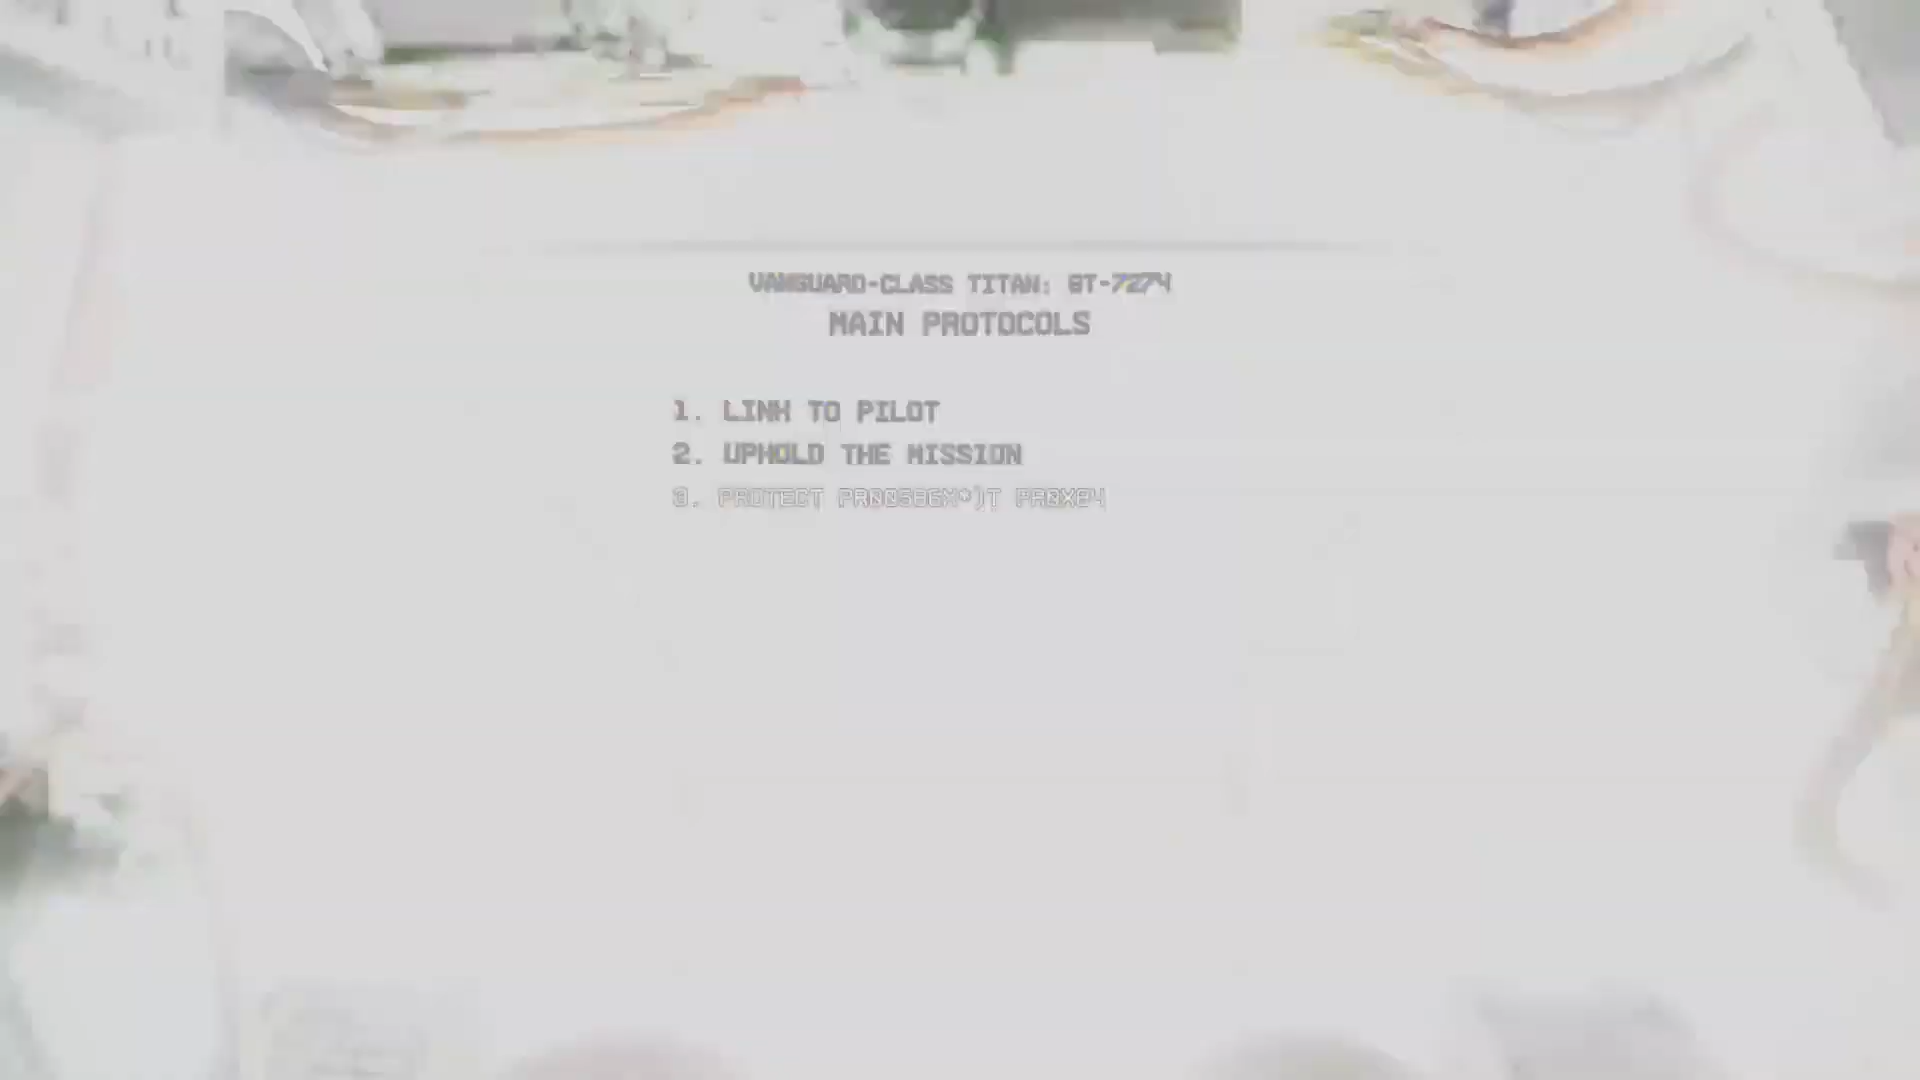 VANGUARD-CLASS TITAN: BT-7274
MAIN PROTOCOLS
1. LINK TO PILOT
2. UPHOLD THE MISSION
3. PROTECT